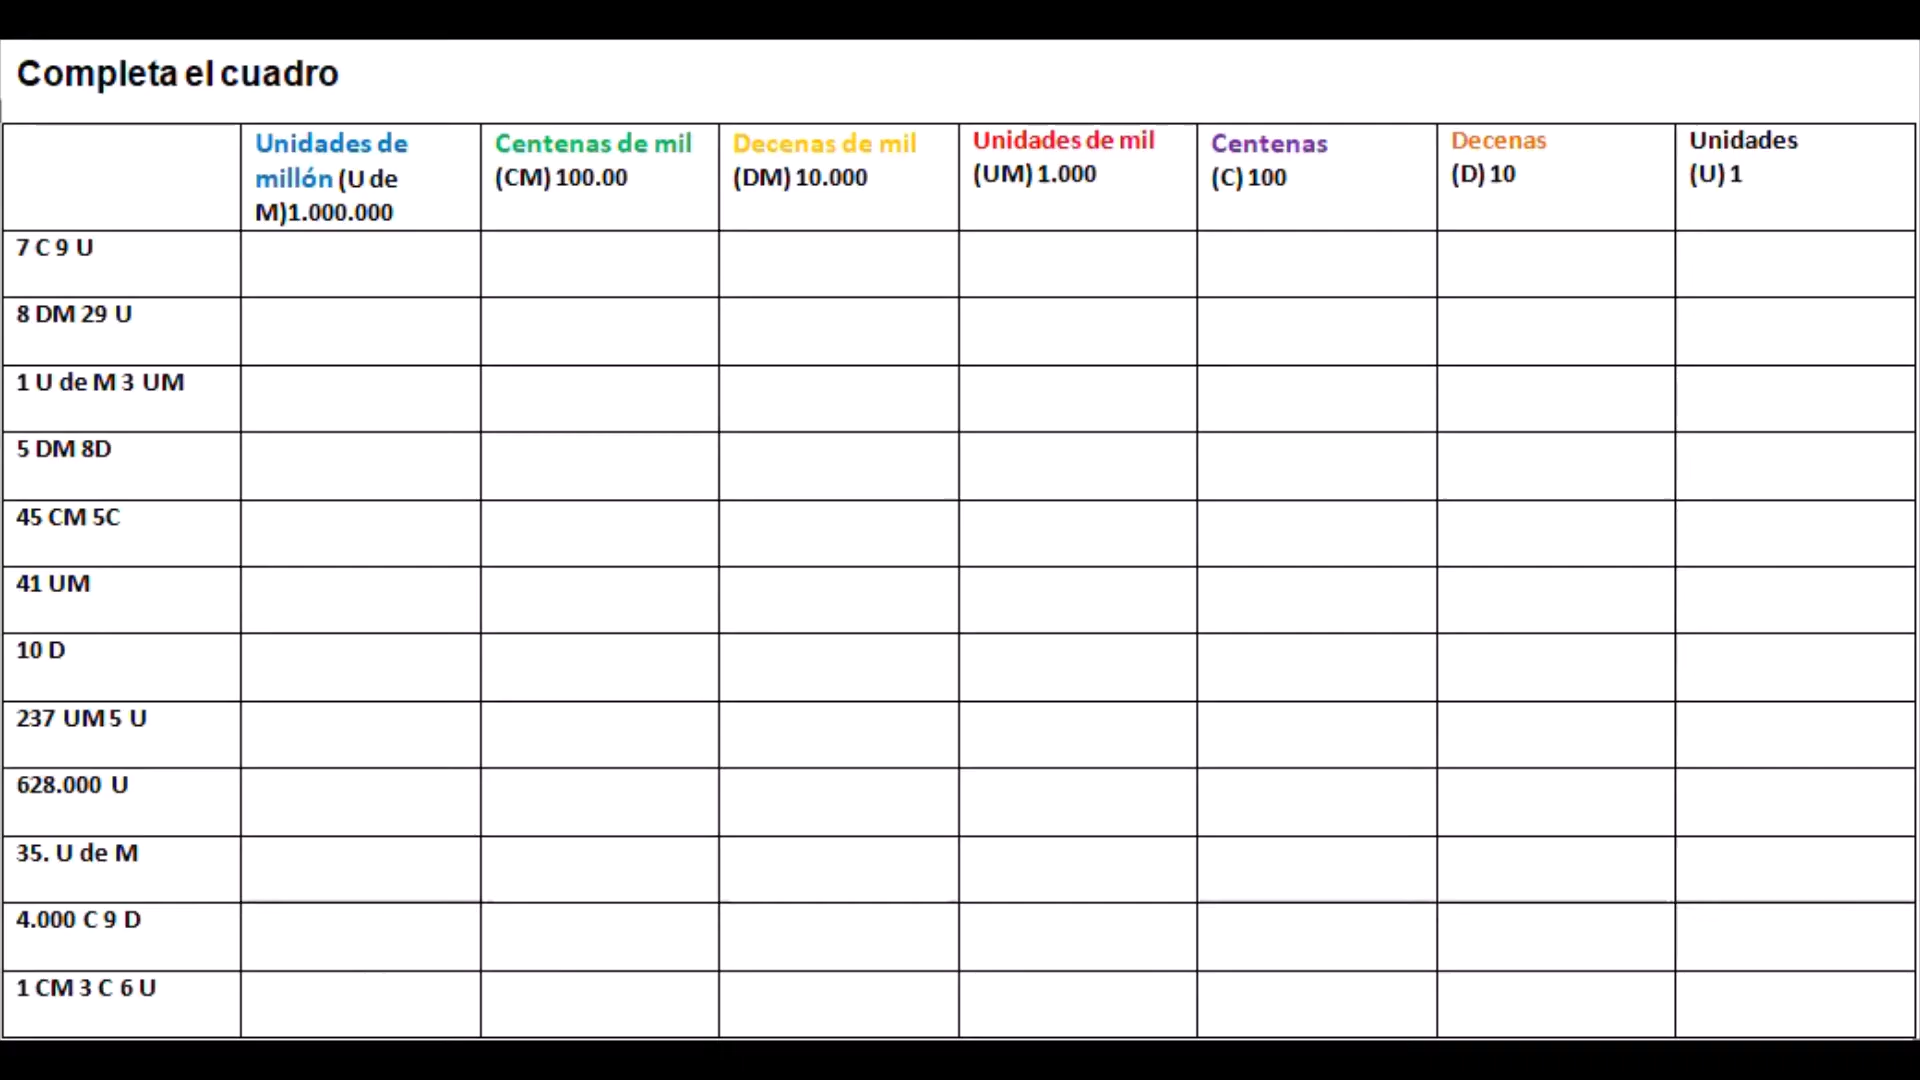 Completa el cuadro
Unidades de
millón (U de
M)1.000.000
Centenas de mil
(CM) 100.00
Decenas de mil
(DM) 10.000
Unidades de mil
(UM) 1.000
Centenas
(C) 100
Decenas
(D) 10
Unidades
(U) 1
7 C 9 U
8 DM 29 U
1 U de M 3 UM
5 DM 8D
45 CM 5C
41 UM
10 D
237 UM 5 U
628.000 U
35. U de M
4.000 C 9 D
1 CM 3 C 6 U